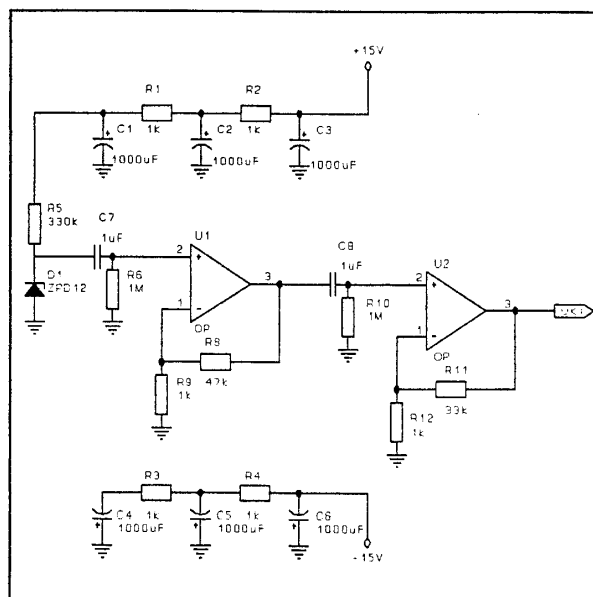 +15V
R1 R2
1k 1k
C1 C2 C3
1000uF 1000uF 1000uF
R5
330k
C7
1uF
U1
C8
1uF
U2
D1
ZPD12
R6
1M
2
+
3
1
-
OP
R10
1M
2
+
3
1
-
OP
R8
47k
R9
1k
R11
33k
R12
1k
R3 R4
1k 1k
C4 C5 C6
1000uF 1000uF 1000uF
-15V